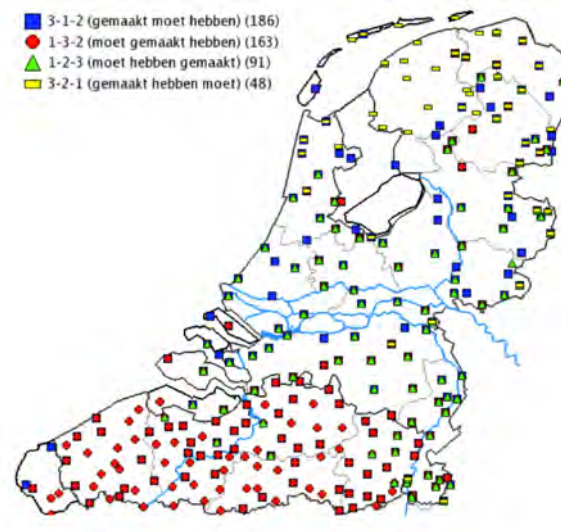 3-1-2 (gemaakt moet hebben) (186)
1-3-2 (moet gemaakt hebben) (163)
1-2-3 (moet hebben gemaakt) (91)
3-2-1 (gemaakt hebben moet) (48)